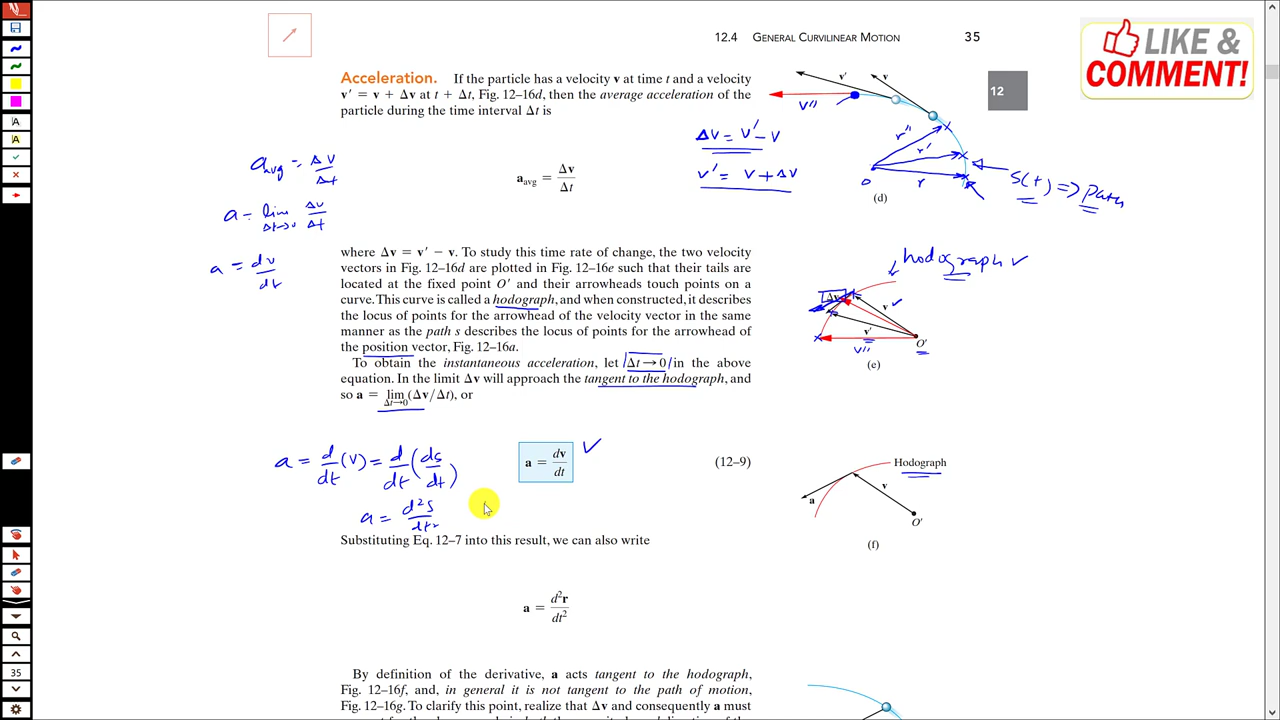 12.4 GENERAL CURVILINEAR MOTION 35
LIKE &
COMMENT!
12
Acceleration. If the particle has a velocity v at time t and a velocity
v′ = v + Δv at t + Δt, Fig. 12–16d, then the average acceleration of the
particle during the time interval Δt is
a avg = Δv/Δt
a = lim Δt→0 Δv/Δt
a = dv/dt
a_avg = Δv/Δt
v′ v
v′′
Δv = v′ − v
v′ = v + Δv
r′′
r′
r
O
s(t) ⇒ path
(d)
where Δv = v′ − v. To study this time rate of change, the two velocity
vectors in Fig. 12–16d are plotted in Fig. 12–16e such that their tails are
located at the fixed point O′ and their arrowheads touch points on a
curve. This curve is called a hodograph, and when constructed, it describes
the locus of points for the arrowhead of the velocity vector in the same
manner as the path s describes the locus of points for the arrowhead of
the position vector, Fig. 12–16a.
To obtain the instantaneous acceleration, let Δt → 0 in the above
equation. In the limit Δv will approach the tangent to the hodograph, and
so a = lim Δt→0 (Δv/Δt), or
hodograph ✓
Δv
v
v′
v′′
O′
(e)
a = d/dt (v) = d/dt (ds/dt)
a = d²s/dt²
a = dv/dt
(12–9)
Hodograph
v
a
O′
(f)
Substituting Eq. 12–7 into this result, we can also write
a = d²r/dt²
By definition of the derivative, a acts tangent to the hodograph,
Fig. 12–16f, and, in general it is not tangent to the path of motion,
Fig. 12–16g. To clarify this point, realize that Δv and consequently a must
35